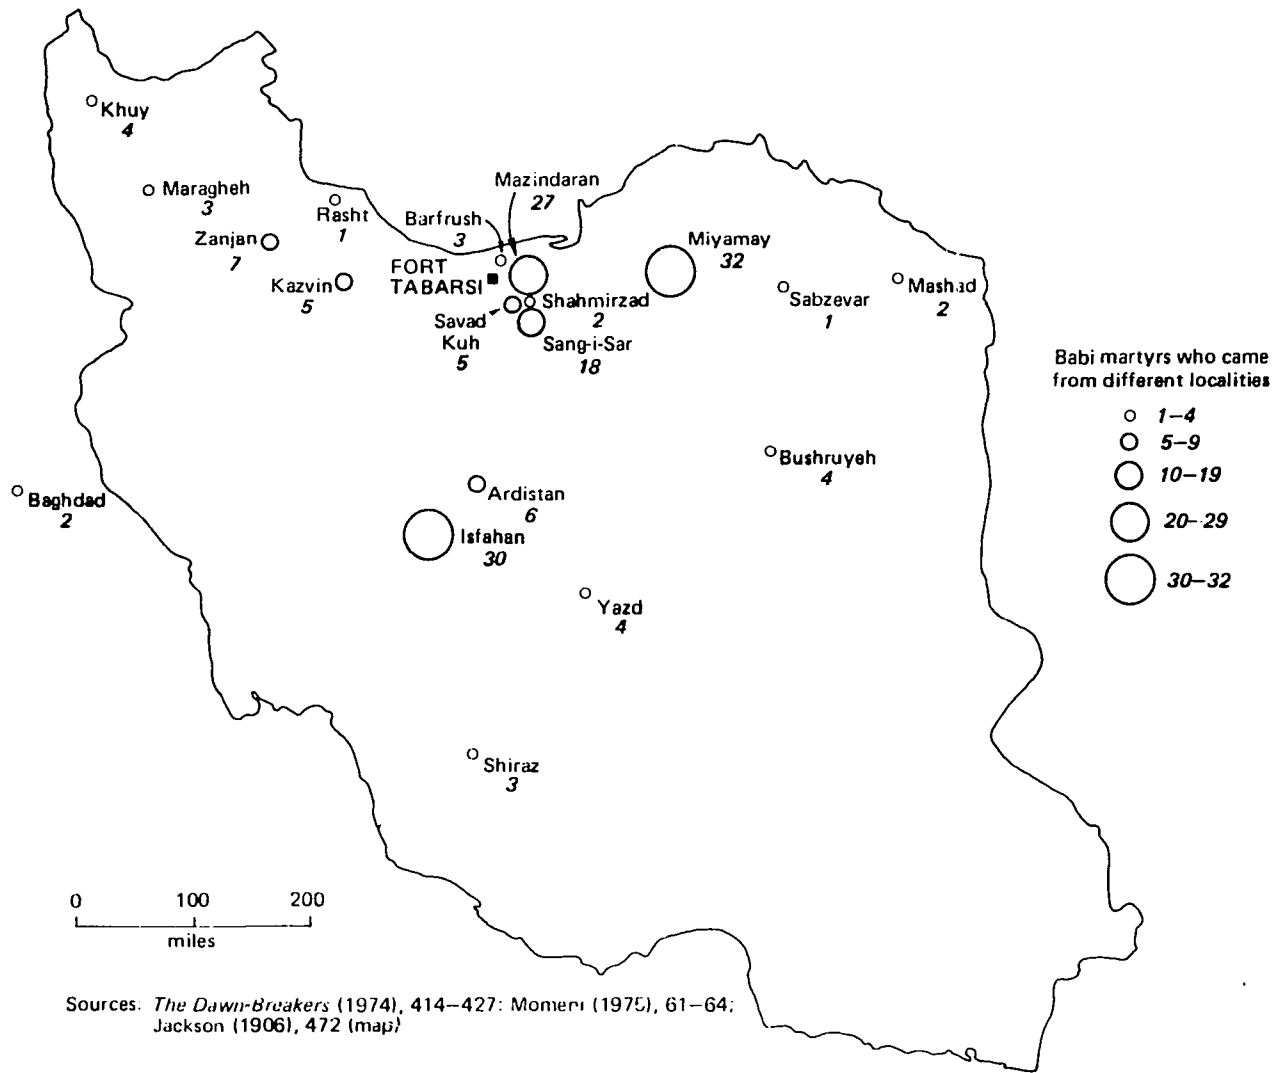 Khuy
4
Maragheh
3
Rasht
1
Zanjan
7
Kazvin
5
Barfrush
3
Mazindaran
27
FORT
TABARSI
Savad
Kuh
5
Shahmirzad
2
Sang-i-Sar
18
Miyamay
32
Sabzevar
1
Mashad
2
Babi martyrs who came
from different localities
1–4
5–9
10–19
20–29
30–32
Bushruyeh
4
Baghdad
2
Ardistan
6
Isfahan
30
Yazd
4
Shiraz
3
0 100 200
miles
Sources: The Dawn-Breakers (1974), 414–427: Momen (1975), 61–64;
Jackson (1906), 472 (map)